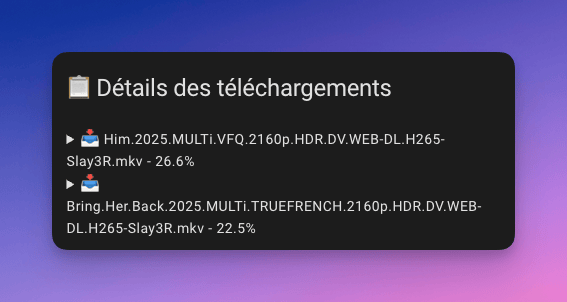 📋 Détails des téléchargements
▶ 📥 Him.2025.MULTi.VFQ.2160p.HDR.DV.WEB-DL.H265-
Slay3R.mkv - 26.6%
▶ 📥
Bring.Her.Back.2025.MULTi.TRUEFRENCH.2160p.HDR.DV.WEB-
DL.H265-Slay3R.mkv - 22.5%